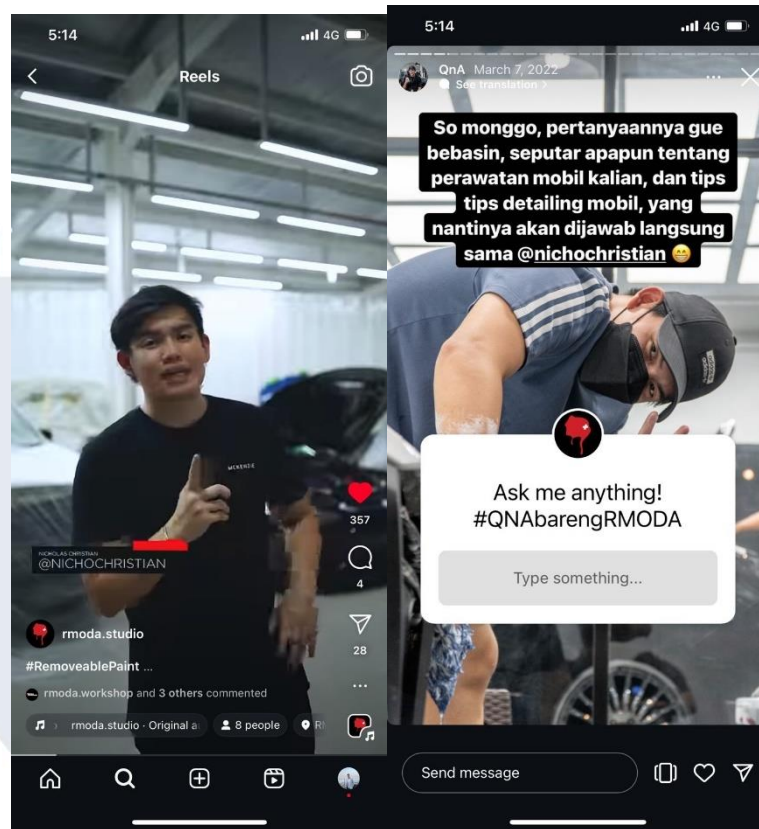 5:14
4G
Reels
MCKENZIE
NICHOLAS CHRISTIAN
@NICHOCHRISTIAN
357
4
28
rmoda.studio
#RemoveablePaint ...
rmoda.workshop and 3 others commented
rmoda.studio · Original a
8 people
R
5:14
4G
QnA March 7, 2022
See translation >
So monggo, pertanyaannya gue
bebasin, seputar apapun tentang
perawatan mobil kalian, dan tips
tips detailing mobil, yang
nantinya akan dijawab langsung
sama @nichochristian 😁
Ask me anything!
#QNAbarengRMODA
Type something...
Send message